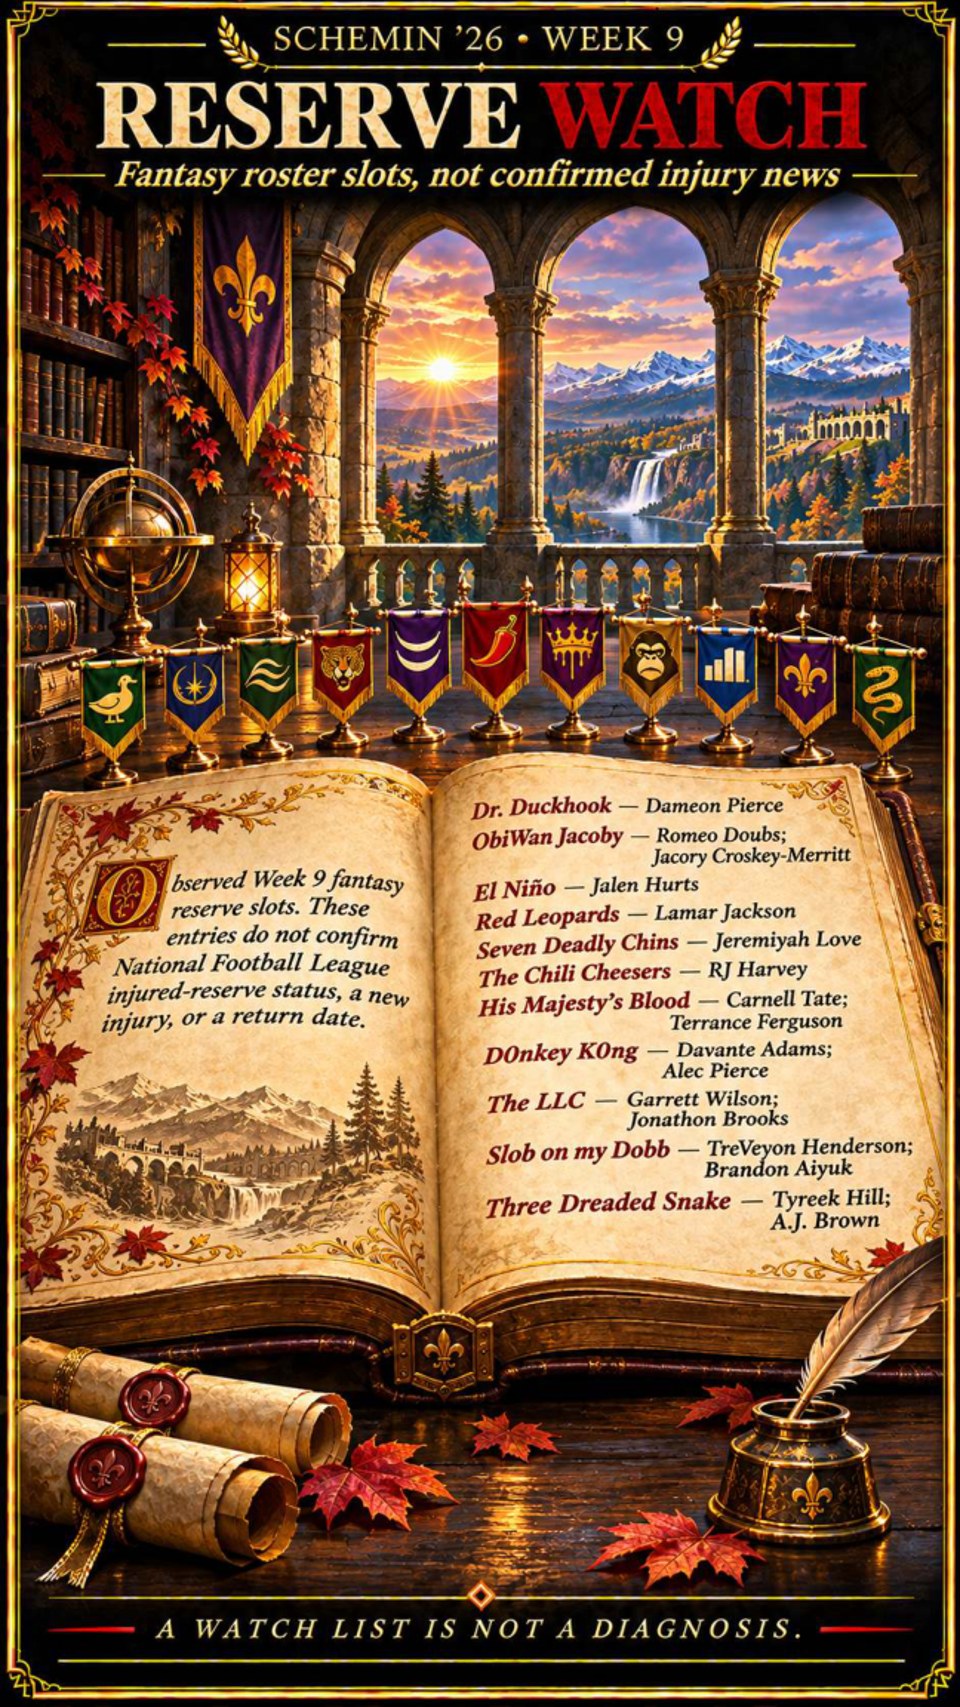 SCHEMIN ’26 • WEEK 9
RESERVE WATCH
Fantasy roster slots, not confirmed injury news
Observed Week 9 fantasy
reserve slots. These
entries do not confirm
National Football League
injured-reserve status, a new
injury, or a return date.
Dr. Duckhook — Dameon Pierce
ObiWan Jacoby — Romeo Doubs;
Jacory Croskey-Merritt
El Niño — Jalen Hurts
Red Leopards — Lamar Jackson
Seven Deadly Chins — Jeremiyah Love
The Chili Cheesers — RJ Harvey
His Majesty’s Blood — Carnell Tate;
Terrance Ferguson
D0nkey K0ng — Davante Adams;
Alec Pierce
The LLC — Garrett Wilson;
Jonathon Brooks
Slob on my Dobb — TreVeyon Henderson;
Brandon Aiyuk
Three Dreaded Snake — Tyreek Hill;
A.J. Brown
A WATCH LIST IS NOT A DIAGNOSIS.